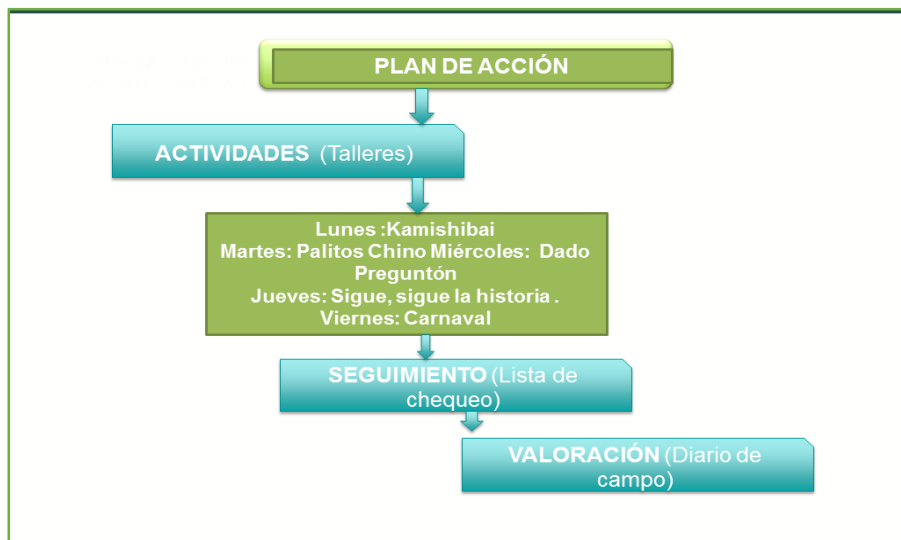 PLAN DE ACCIÓN
ACTIVIDADES (Talleres)
Lunes :Kamishibai
Martes: Palitos Chino Miércoles: Dado
Preguntón
Jueves: Sigue, sigue la historia .
Viernes: Carnaval
SEGUIMIENTO (Lista de
chequeo)
VALORACIÓN (Diario de
campo)